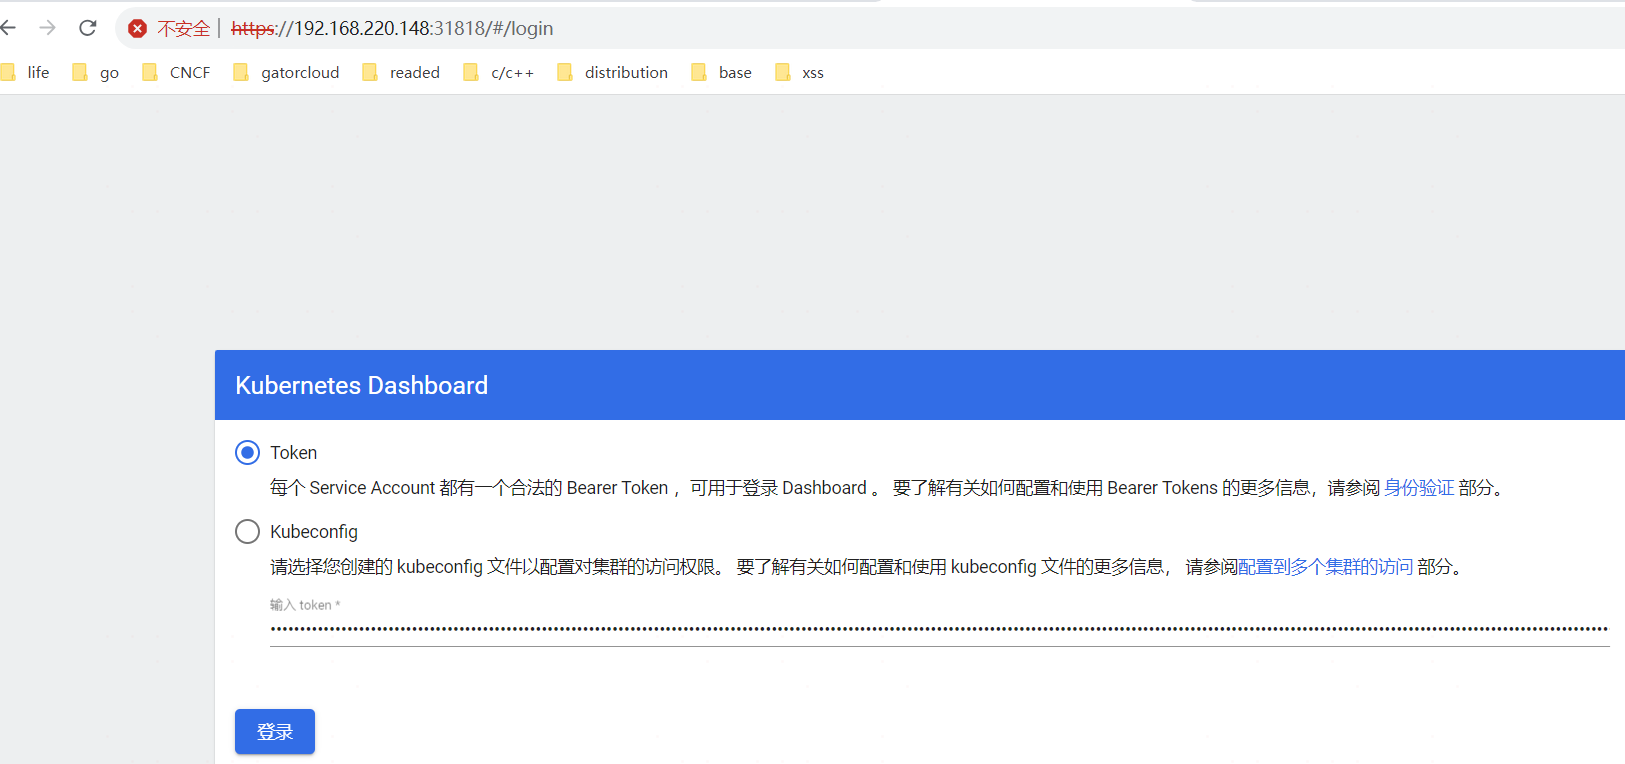 不安全 | https://192.168.220.148:31818/#/login
life go CNCF gatorcloud readed c/c++ distribution base xss
Kubernetes Dashboard
Token
每个 Service Account 都有一个合法的 Bearer Token ，可用于登录 Dashboard 。 要了解有关如何配置和使用 Bearer Tokens 的更多信息，请参阅 身份验证 部分。
Kubeconfig
请选择您创建的 kubeconfig 文件以配置对集群的访问权限。 要了解有关如何配置和使用 kubeconfig 文件的更多信息， 请参阅配置到多个集群的访问 部分。
输入 token *
登录